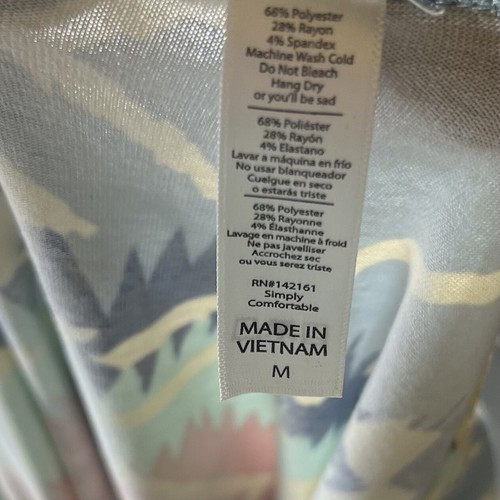 68% Polyester
28% Rayon
4% Spandex
Machine Wash Cold
Do Not Bleach
Hang Dry
or you'll be sad
68% Poliéster
28% Rayón
4% Elastano
Lavar a máquina en frío
No usar blanqueador
Cuelgue en seco
o estarás triste
68% Polyester
28% Rayonne
4% Élasthanne
Lavage en machine à froid
Ne pas javelliser
Accrochez sec
ou vous serez triste
RN#142161
Simply
Comfortable
MADE IN
VIETNAM
M